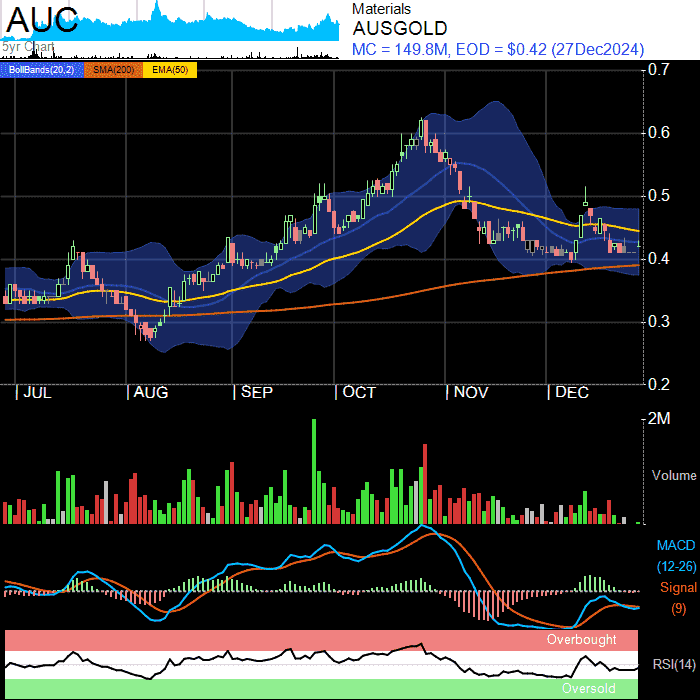 AUC
5yr Chart
Materials
AUSGOLD
MC = 149.8M, EOD = $0.42 (27Dec2024)
BollBands(20,2) SMA(200) EMA(50)
0.7
0.6
0.5
0.4
0.3
0.2
JUL AUG SEP OCT NOV DEC
2M
Volume
MACD
(12-26)
Signal
(9)
Overbought
RSI(14)
Oversold